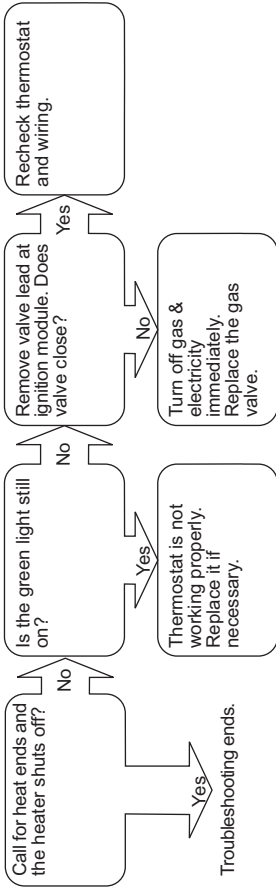 Call for heat ends and
the heater shuts off?
No
Yes
Troubleshooting ends.
Is the green light still
on?
No
Yes
Thermostat is not
working properly.
Replace it if
necessary.
Remove valve lead at
ignition module. Does
valve close?
Yes
No
Turn off gas &
electricity
immediately.
Replace the gas
valve.
Recheck thermostat
and wiring.